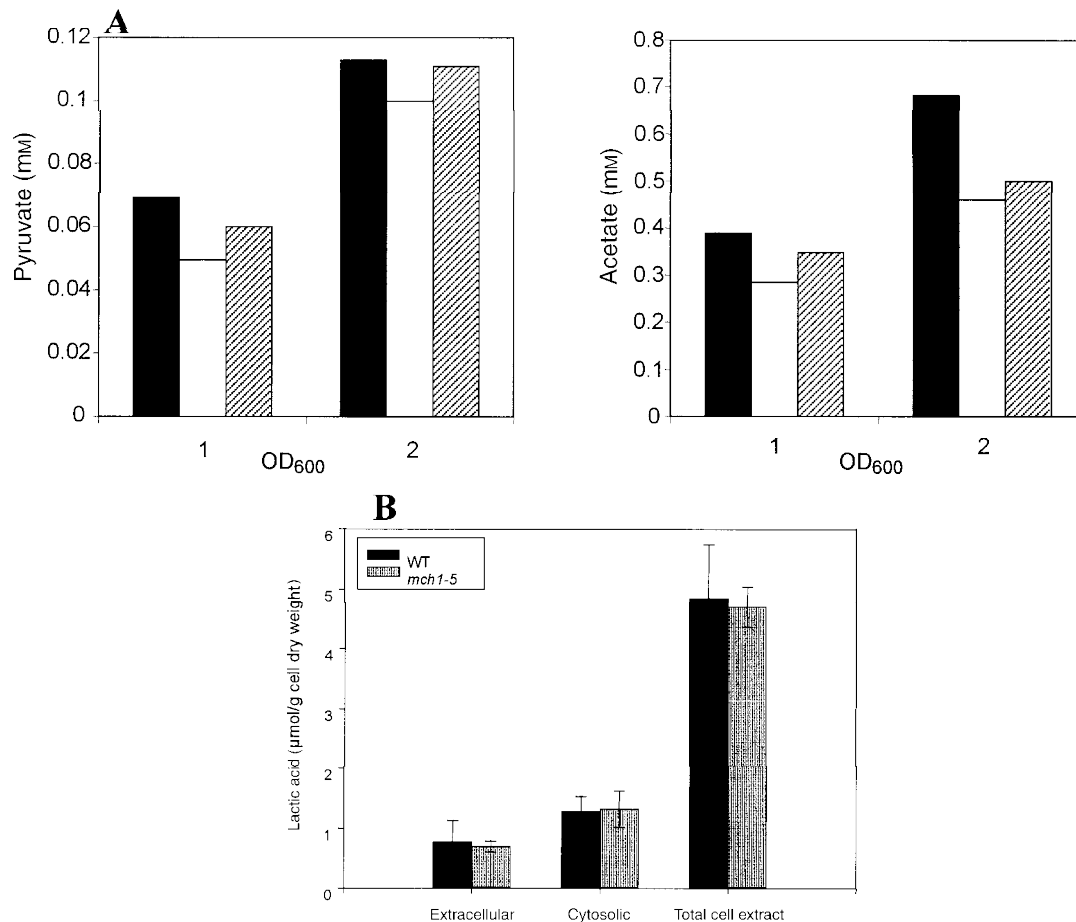 A
Pyruvate (mM)
0.12
0.1
0.08
0.06
0.04
0.02
0
1
2
OD600
Acetate (mM)
0.8
0.7
0.6
0.5
0.4
0.3
0.2
0.1
0
1
2
OD600
B
Lactic acid (µmol/g cell dry weight)
6
5
4
3
2
1
0
WT
mch1-5
Extracellular
Cytosolic
Total cell extract